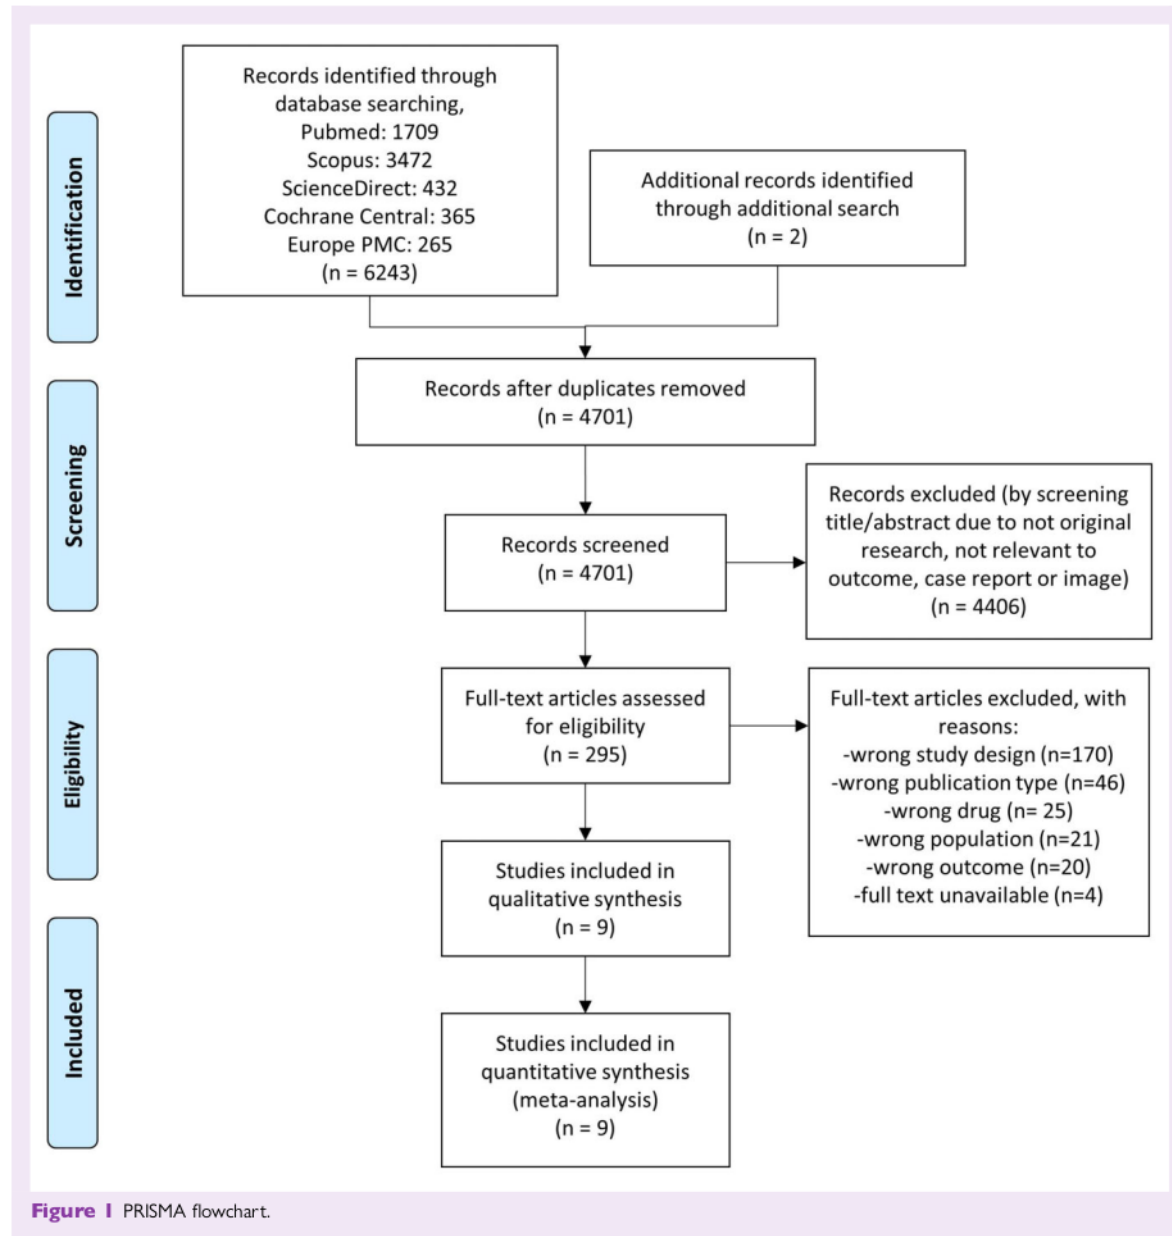 Identification
Records identified through
database searching,
Pubmed: 1709
Scopus: 3472
ScienceDirect: 432
Cochrane Central: 365
Europe PMC: 265
(n = 6243)
Additional records identified
through additional search
(n = 2)
Records after duplicates removed
(n = 4701)
Screening
Records screened
(n = 4701)
Records excluded (by screening
title/abstract due to not original
research, not relevant to
outcome, case report or image)
(n = 4406)
Eligibility
Full-text articles assessed
for eligibility
(n = 295)
Full-text articles excluded, with
reasons:
-wrong study design (n=170)
-wrong publication type (n=46)
-wrong drug (n= 25)
-wrong population (n=21)
-wrong outcome (n=20)
-full text unavailable (n=4)
Studies included in
qualitative synthesis
(n = 9)
Included
Studies included in
quantitative synthesis
(meta-analysis)
(n = 9)
Figure 1 PRISMA flowchart.